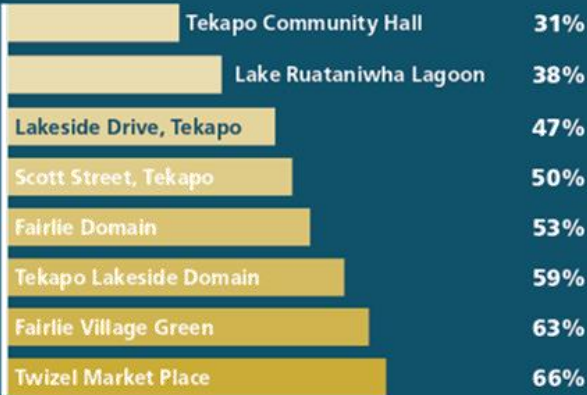 Tekapo Community Hall 31%
Lake Ruataniwha Lagoon 38%
Lakeside Drive, Tekapo 47%
Scott Street, Tekapo 50%
Fairlie Domain 53%
Tekapo Lakeside Domain 59%
Fairlie Village Green 63%
Twizel Market Place 66%